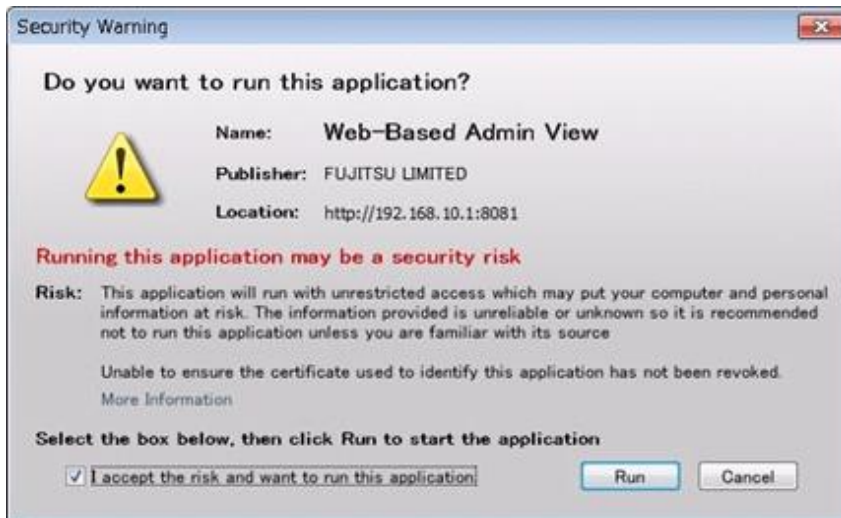 Security Warning
Do you want to run this application?
Name: Web-Based Admin View
Publisher: FUJITSU LIMITED
Location: http://192.168.10.1:8081
Running this application may be a security risk
Risk: This application will run with unrestricted access which may put your computer and personal
information at risk. The information provided is unreliable or unknown so it is recommended
not to run this application unless you are familiar with its source
Unable to ensure the certificate used to identify this application has not been revoked.
More Information
Select the box below, then click Run to start the application
I accept the risk and want to run this application
Run Cancel